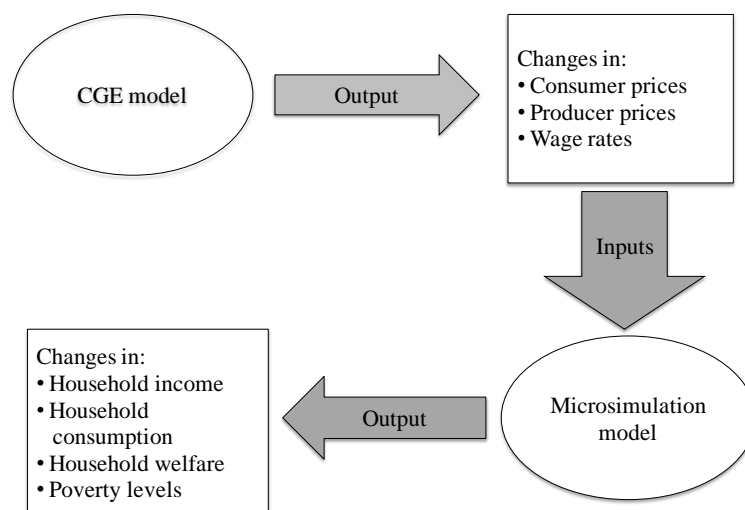 CGE model
Output
Changes in:
• Consumer prices
• Producer prices
• Wage rates
Inputs
Microsimulation
model
Output
Changes in:
• Household income
• Household
consumption
• Household welfare
• Poverty levels